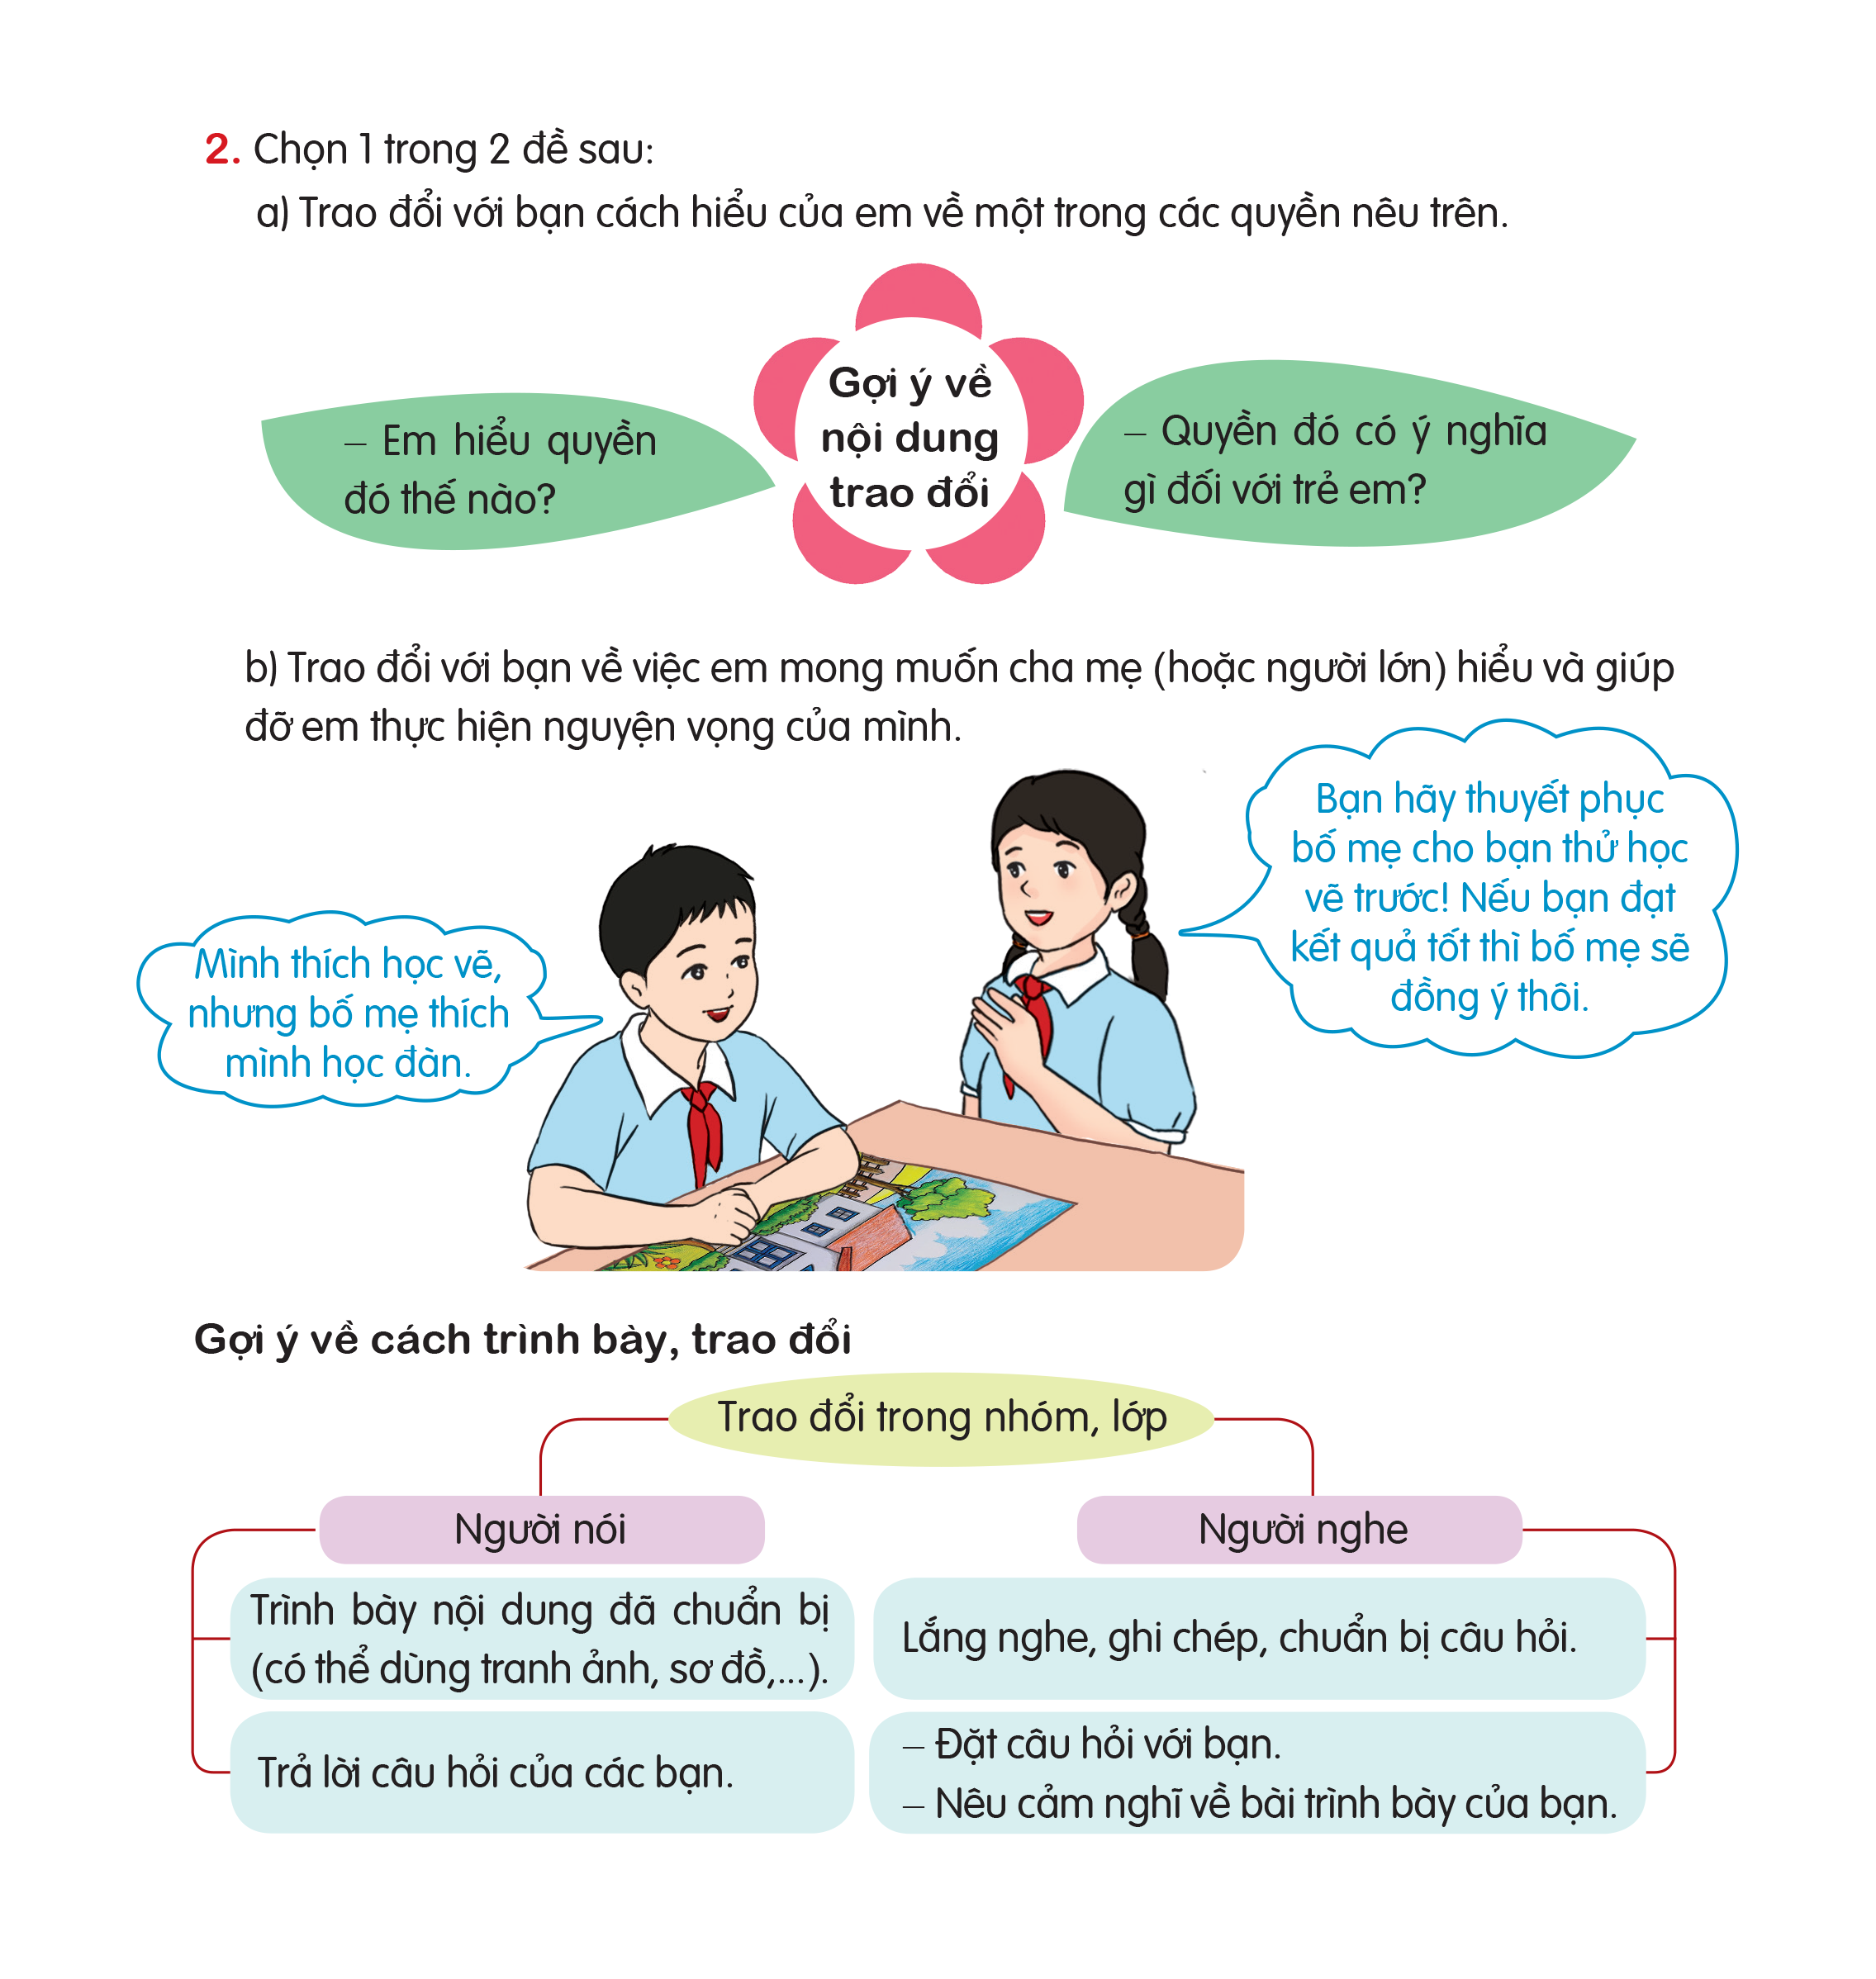 2. Chọn 1 trong 2 đề sau:
a) Trao đổi với bạn cách hiểu của em về một trong các quyền nêu trên.
Gợi ý về
nội dung
trao đổi
– Em hiểu quyền
đó thế nào?
– Quyền đó có ý nghĩa
gì đối với trẻ em?
b) Trao đổi với bạn về việc em mong muốn cha mẹ (hoặc người lớn) hiểu và giúp
đỡ em thực hiện nguyện vọng của mình.
Mình thích học vẽ,
nhưng bố mẹ thích
mình học đàn.
Bạn hãy thuyết phục
bố mẹ cho bạn thử học
vẽ trước! Nếu bạn đạt
kết quả tốt thì bố mẹ sẽ
đồng ý thôi.
Gợi ý về cách trình bày, trao đổi
Trao đổi trong nhóm, lớp
Người nói
Trình bày nội dung đã chuẩn bị
(có thể dùng tranh ảnh, sơ đồ,...).
Trả lời câu hỏi của các bạn.
Người nghe
Lắng nghe, ghi chép, chuẩn bị câu hỏi.
– Đặt câu hỏi với bạn.
– Nêu cảm nghĩ về bài trình bày của bạn.